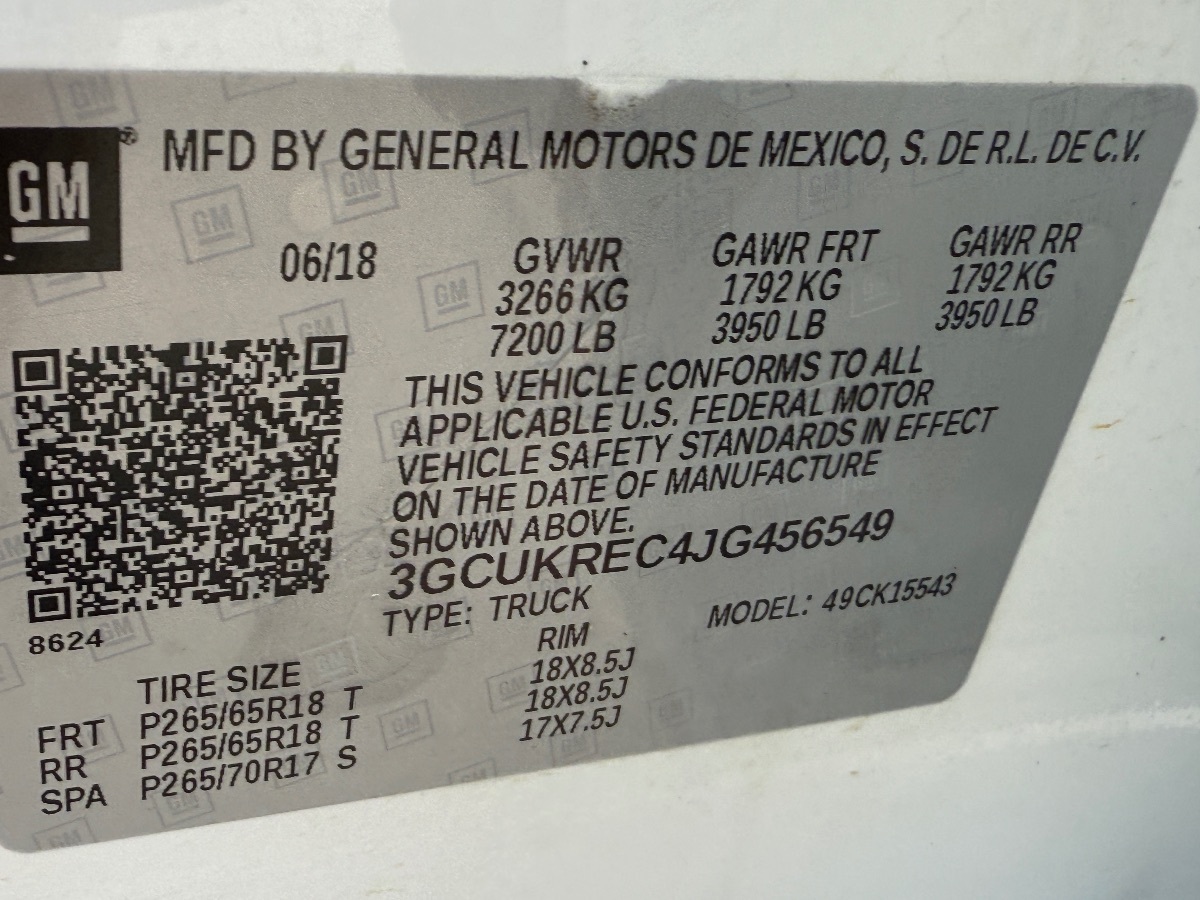 GM
® MFD BY GENERAL MOTORS DE MEXICO, S. DE R.L. DE C.V.
06/18
GVWR GAWR FRT GAWR RR
3266 KG 1792 KG 1792 KG
7200 LB 3950 LB 3950 LB
THIS VEHICLE CONFORMS TO ALL
APPLICABLE U.S. FEDERAL MOTOR
VEHICLE SAFETY STANDARDS IN EFFECT
ON THE DATE OF MANUFACTURE
SHOWN ABOVE.
3GCUKREC4JG456549
TYPE: TRUCK MODEL: 49CK15543
8624
TIRE SIZE RIM
FRT P265/65R18 T 18X8.5J
RR P265/65R18 T 18X8.5J
SPA P265/70R17 S 17X7.5J